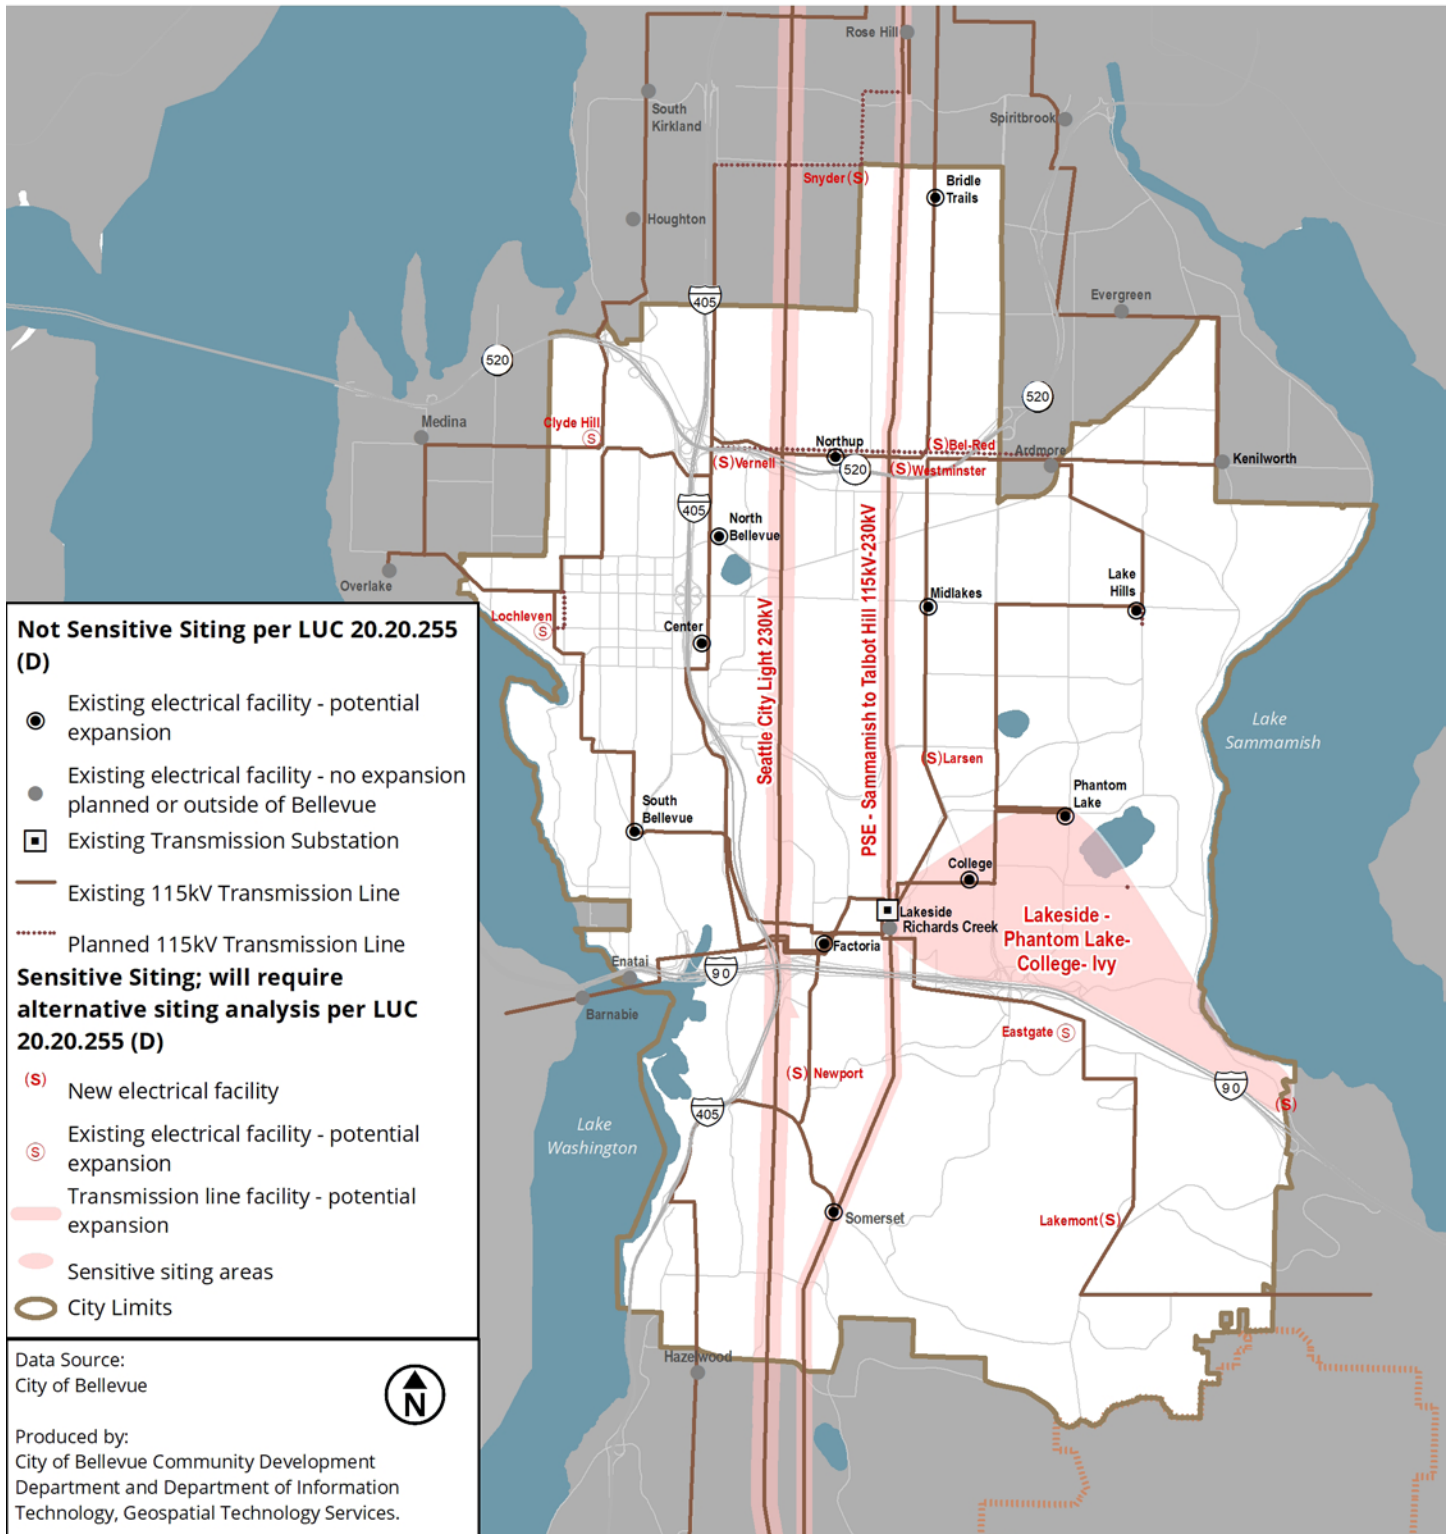 Rose Hill
South
Kirkland
Spiritbrook
Snyder (S)
Bridle
Trails
Houghton
405
Evergreen
520
520
Medina
Clyde Hill
S
Northup
(S) Bel-Red
Ardmore
(S) Vernell
520
(S) Westminster
Kenilworth
405
North
Bellevue
Overlake
Midlakes
Lake
Hills
Lochleven
S
Center
Seattle City Light 230kV
PSE - Sammamish to Talbot Hill 115kV-230kV
Lake
Sammamish
(S) Larsen
Phantom
Lake
South
Bellevue
College
Lakeside
Richards Creek
Lakeside -
Phantom Lake-
College- Ivy
Factoria
Enatai
90
Barnabie
Eastgate S
(S) Newport
90
(S)
405
Lake
Washington
Somerset
Lakemont (S)
Hazelwood
Not Sensitive Siting per LUC 20.20.255
(D)
Existing electrical facility - potential
expansion
Existing electrical facility - no expansion
planned or outside of Bellevue
Existing Transmission Substation
Existing 115kV Transmission Line
Planned 115kV Transmission Line
Sensitive Siting; will require
alternative siting analysis per LUC
20.20.255 (D)
(S) New electrical facility
S Existing electrical facility - potential
expansion
Transmission line facility - potential
expansion
Sensitive siting areas
City Limits
Data Source:
City of Bellevue
N
Produced by:
City of Bellevue Community Development
Department and Department of Information
Technology, Geospatial Technology Services.